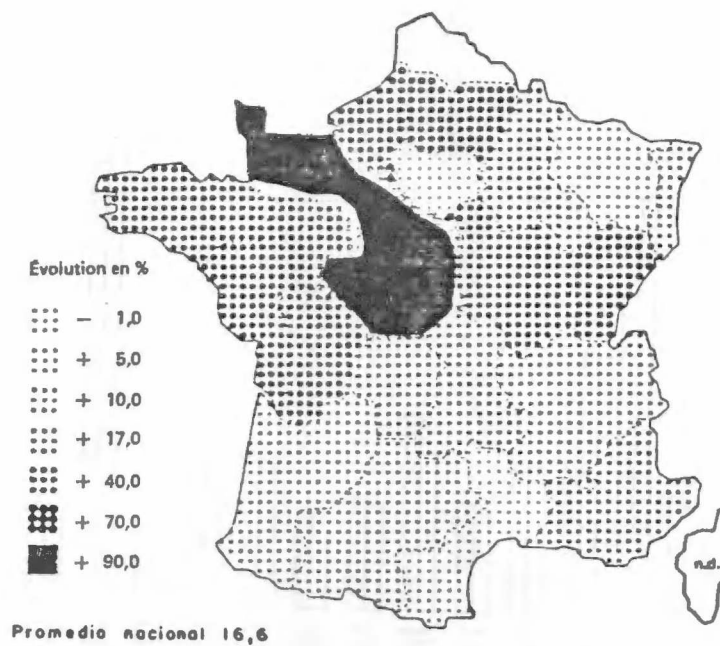 Évolution en %
- 1,0
+ 5,0
+ 10,0
+ 17,0
+ 40,0
+ 70,0
+ 90,0
n.d.
Promedio nacional 16,6